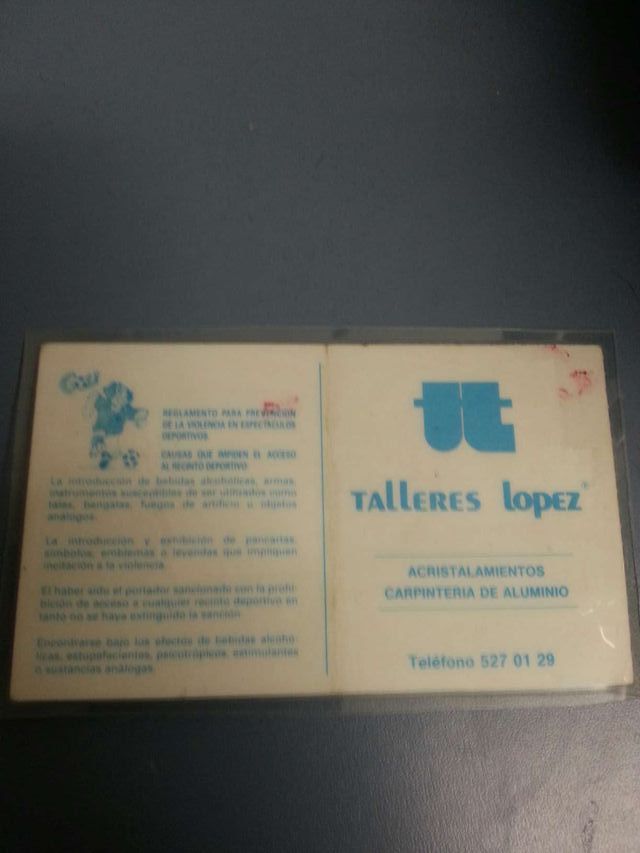 Gol!
REGLAMENTO PARA PREVENCION
DE LA VIOLENCIA EN ESPECTACULOS
DEPORTIVOS
CAUSAS QUE IMPIDEN EL ACCESO
AL RECINTO DEPORTIVO
La introducción de bebidas alcohólicas, armas,
instrumentos susceptibles de ser utilizados como
tales, bengalas, fuegos de artificio u objetos
análogos.
La introducción y exhibición de pancartas,
símbolos, emblemas o leyendas que impliquen
incitación a la violencia.
El haber sido el portador sancionado con la prohi-
bición de acceso a cualquier recinto deportivo en
tanto no se haya extinguido la sanción.
Encontrarse bajo los efectos de bebidas alcohó-
licas, estupefacientes, psicotrópicos, estimulantes
o sustancias análogas.
TALLERES lopez®
ACRISTALAMIENTOS
CARPINTERIA DE ALUMINIO
Teléfono 527 01 29